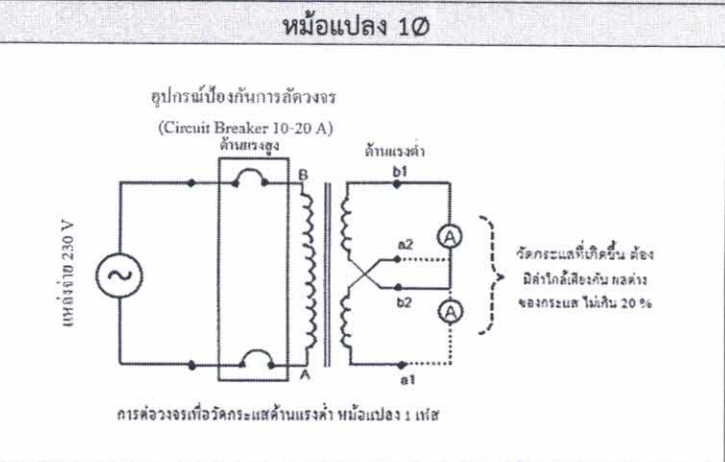 หม้อแปลง 1Ø
อุปกรณ์ป้องกันการลัดวงจร
(Circuit Breaker 10-20 A)
ด้านแรงสูง
ด้านแรงต่ำ
B
b1
A
a2
แหล่งจ่าย 230 V
วัดกระแสที่เกิดขึ้น ต้อง
มีค่าใกล้เคียงกัน ผลต่าง
ของกระแส ไม่เกิน 20 %
b2
A
A
a1
การต่อวงจรเพื่อวัดกระแสด้านแรงต่ำ หม้อแปลง 1 เฟส